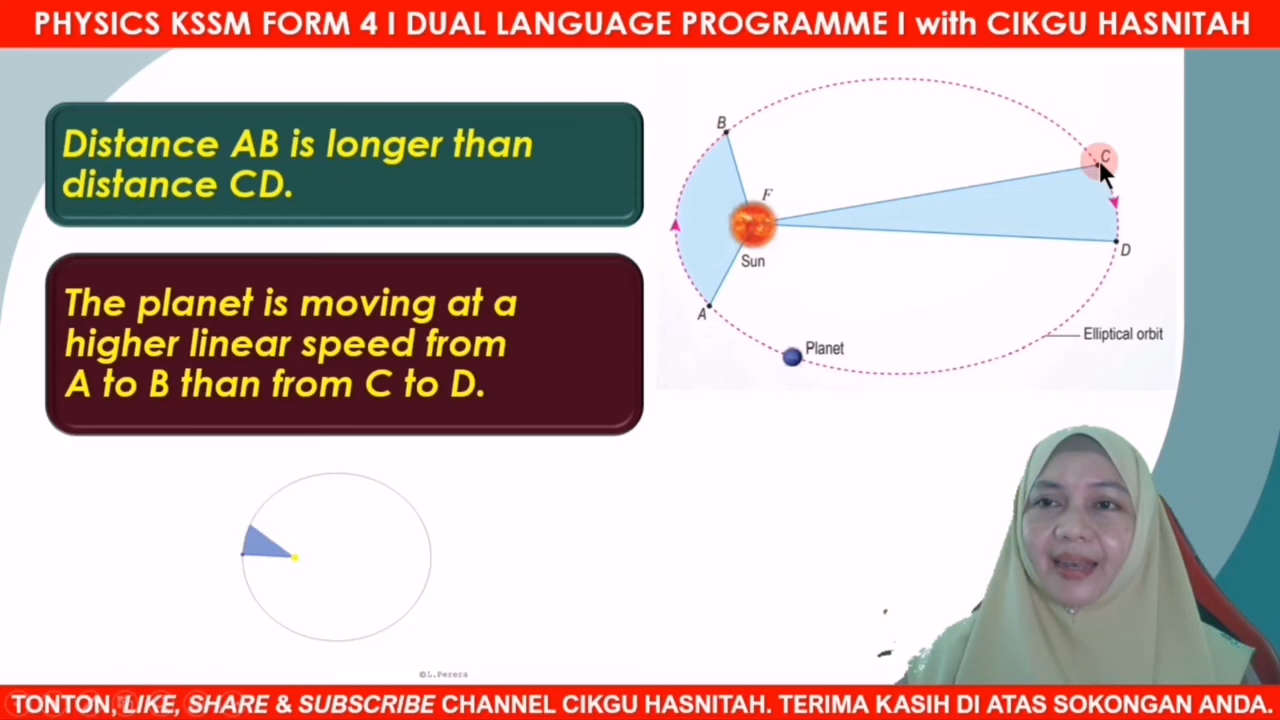 PHYSICS KSSM FORM 4 I DUAL LANGUAGE PROGRAMME I with CIKGU HASNITAH
Distance AB is longer than
distance CD.
The planet is moving at a
higher linear speed from
A to B than from C to D.
B
C
F
Sun
D
A
Planet
Elliptical orbit
©L.Perera
TONTON, LIKE, SHARE & SUBSCRIBE CHANNEL CIKGU HASNITAH. TERIMA KASIH DI ATAS SOKONGAN ANDA.